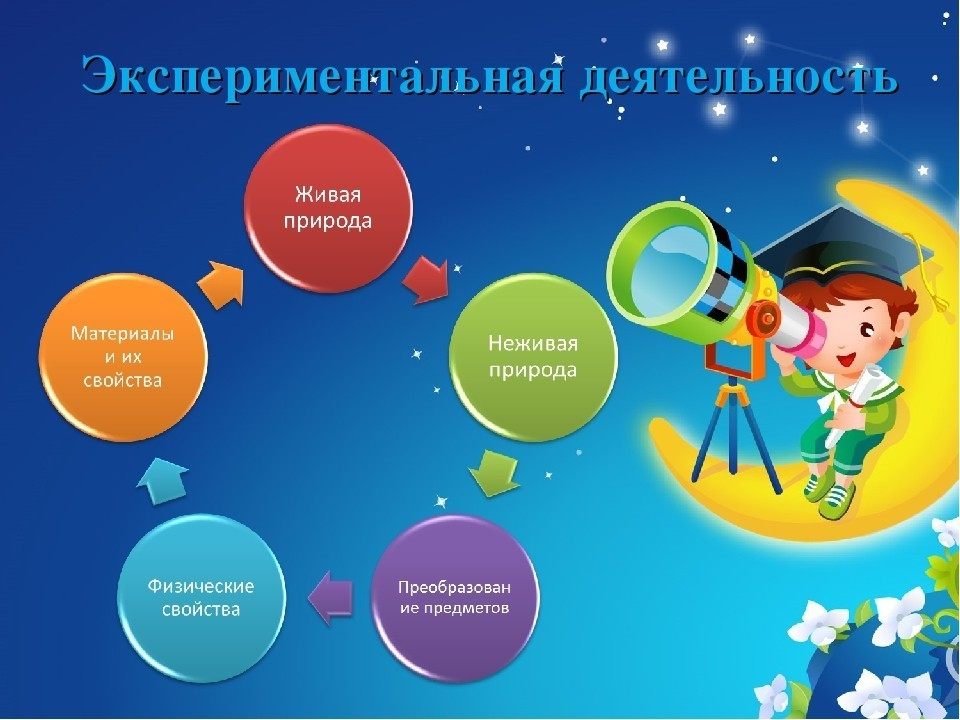 Экспериментальная деятельность
Живая
природа
Неживая
природа
Преобразован
ие предметов
Физические
свойства
Материалы
и их
свойства